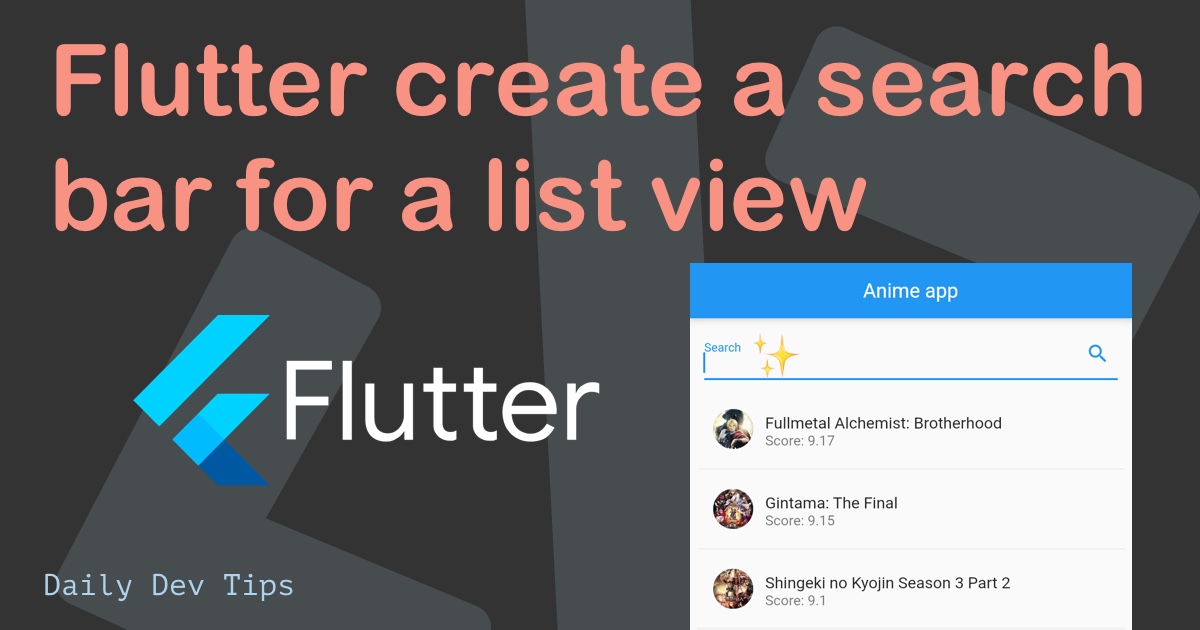 Flutter create a search
bar for a list view
Flutter
Daily Dev Tips
Anime app
Search
Fullmetal Alchemist: Brotherhood
Score: 9.17
Gintama: The Final
Score: 9.15
Shingeki no Kyojin Season 3 Part 2
Score: 9.1